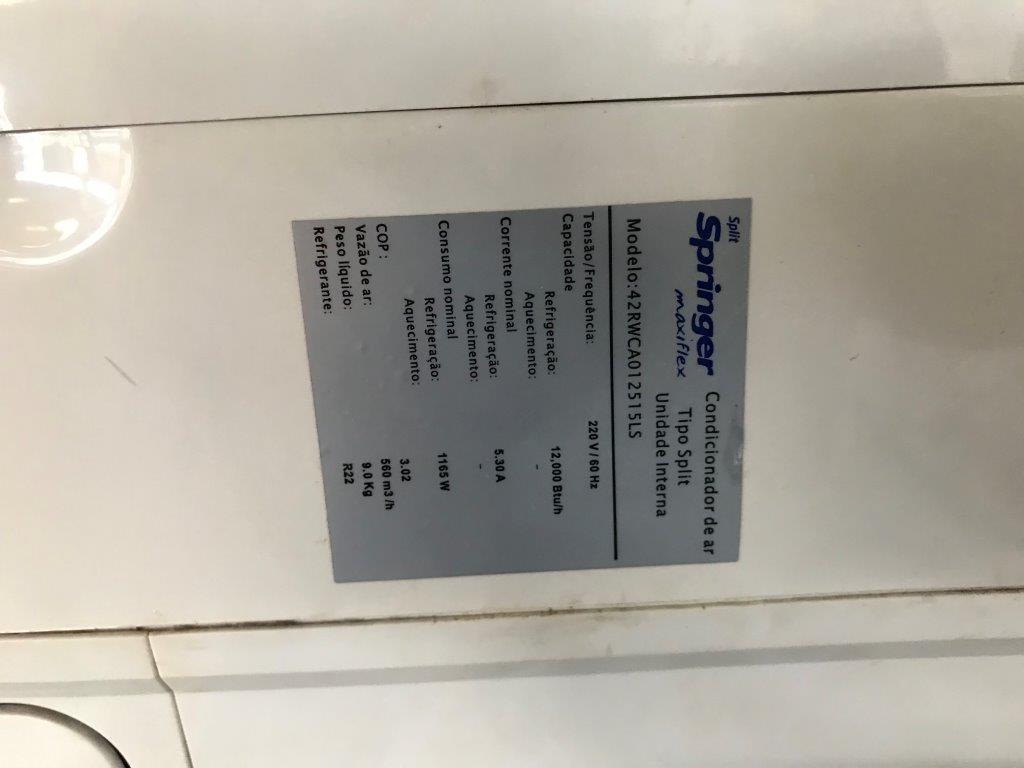 Split
Springer
maxiflex
Condicionador de ar
Tipo Split
Unidade Interna
Modelo:42RWCA012515LS
Tensão/Frequência: 220 V / 60 Hz
Capacidade
Refrigeração: 12,000 Btu/h
Aquecimento: -
Corrente nominal
Refrigeração: 5.30 A
Aquecimento: -
Consumo nominal
Refrigeração: 1165 W
Aquecimento:
COP: 3.02
Vazão de ar: 560 m3 /h
Peso líquido: 9.0 Kg
Refrigerante: R22